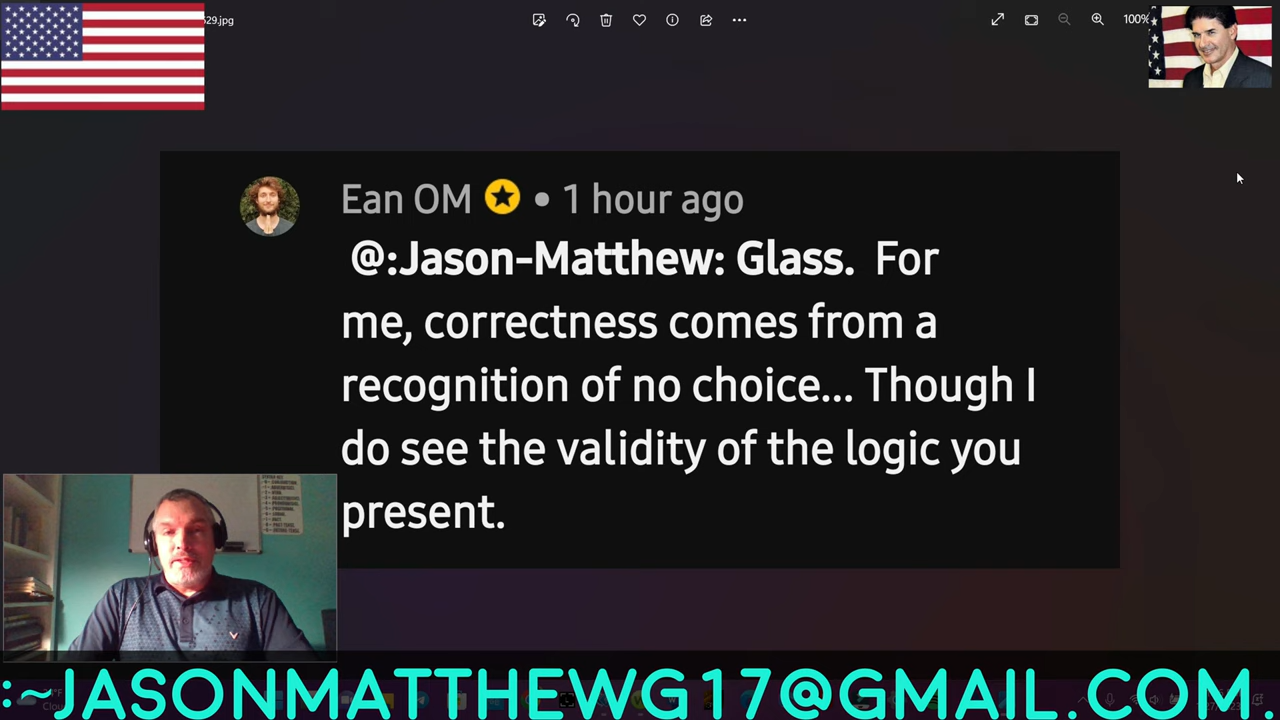 529.jpg
100%
Ean OM • 1 hour ago
@:Jason-Matthew: Glass. For
me, correctness comes from a
recognition of no choice... Though I
do see the validity of the logic you
present.
:~JASONMATTHEWG17@GMAIL.COM.